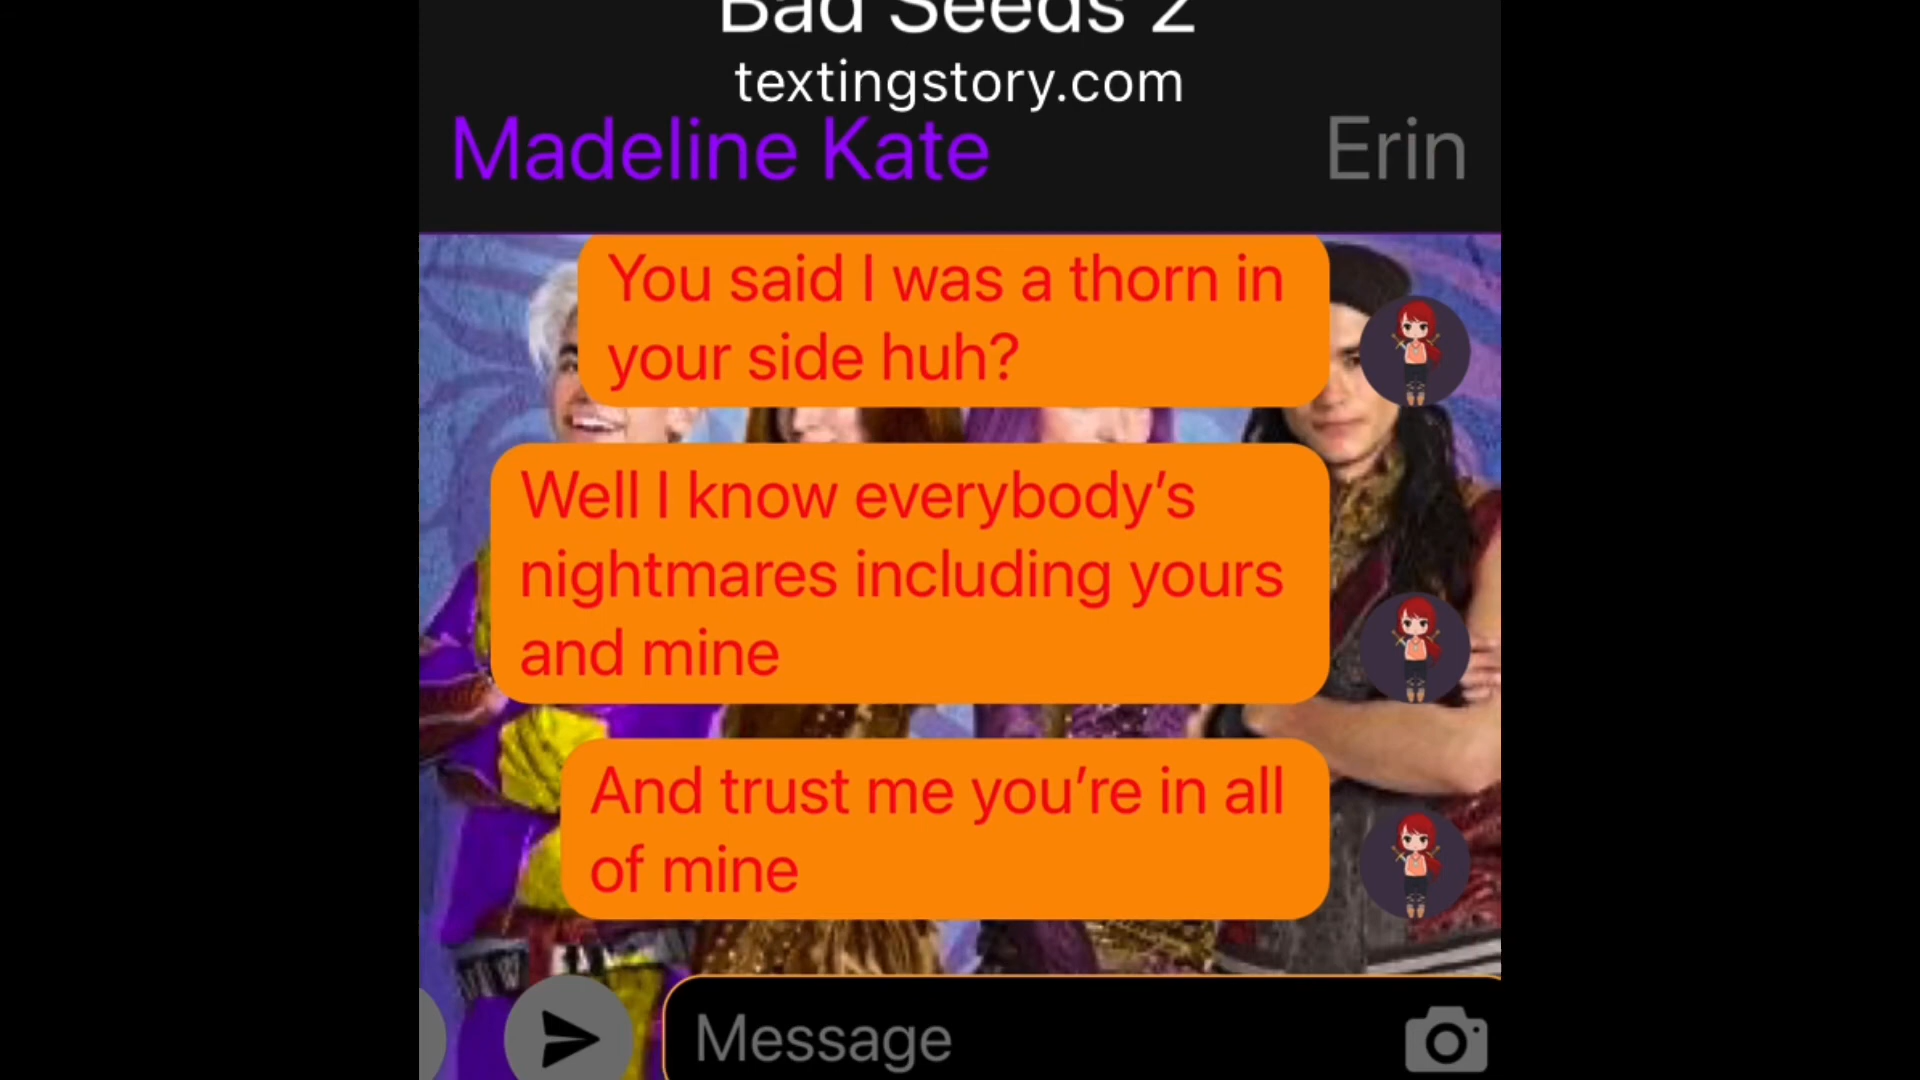 Bad Seeds 2
textingstory.com
Madeline Kate
Erin
You said I was a thorn in
your side huh?
Well I know everybody’s
nightmares including yours
and mine
And trust me you’re in all
of mine
Message